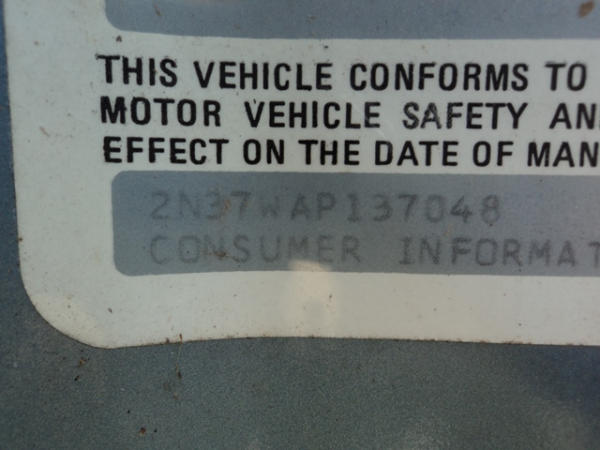 THIS VEHICLE CONFORMS TO
MOTOR VEHICLE SAFETY AN
EFFECT ON THE DATE OF MAN
2N37WAP137048
CONSUMER INFORMAT